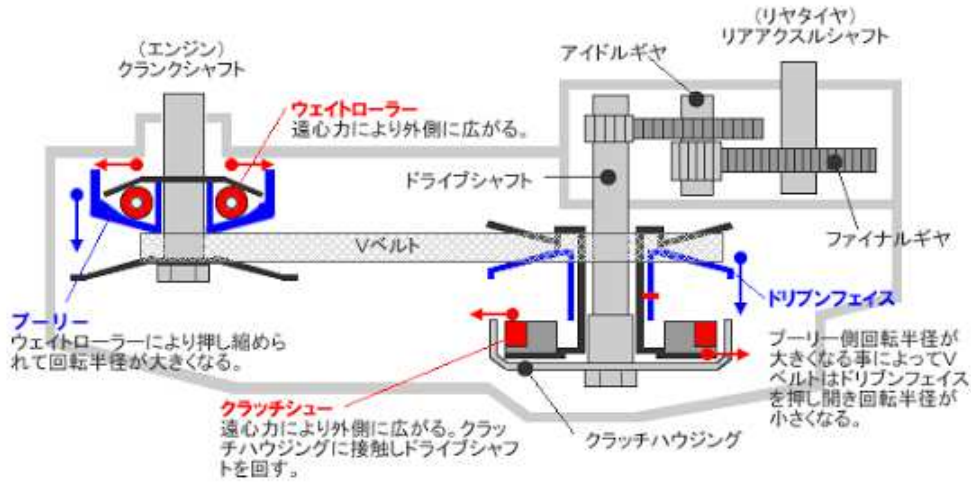 (エンジン)
クランクシャフト
ウェイトローラー
遠心力により外側に広がる。
アイドルギヤ
(リヤタイヤ)
リアアクスルシャフト
ドライブシャフト
ファイナルギヤ
Vベルト
プーリー
ウェイトローラーにより押し縮めら
れて回転半径が大きくなる。
ドリブンフェイス
プーリー側回転半径が
大きくなる事によってV
ベルトはドリブンフェイス
を押し開き回転半径が
小さくなる。
クラッチシュー
遠心力により外側に広がる。クラッ
チハウジングに接触しドライブシャフ
トを回す。
クラッチハウジング